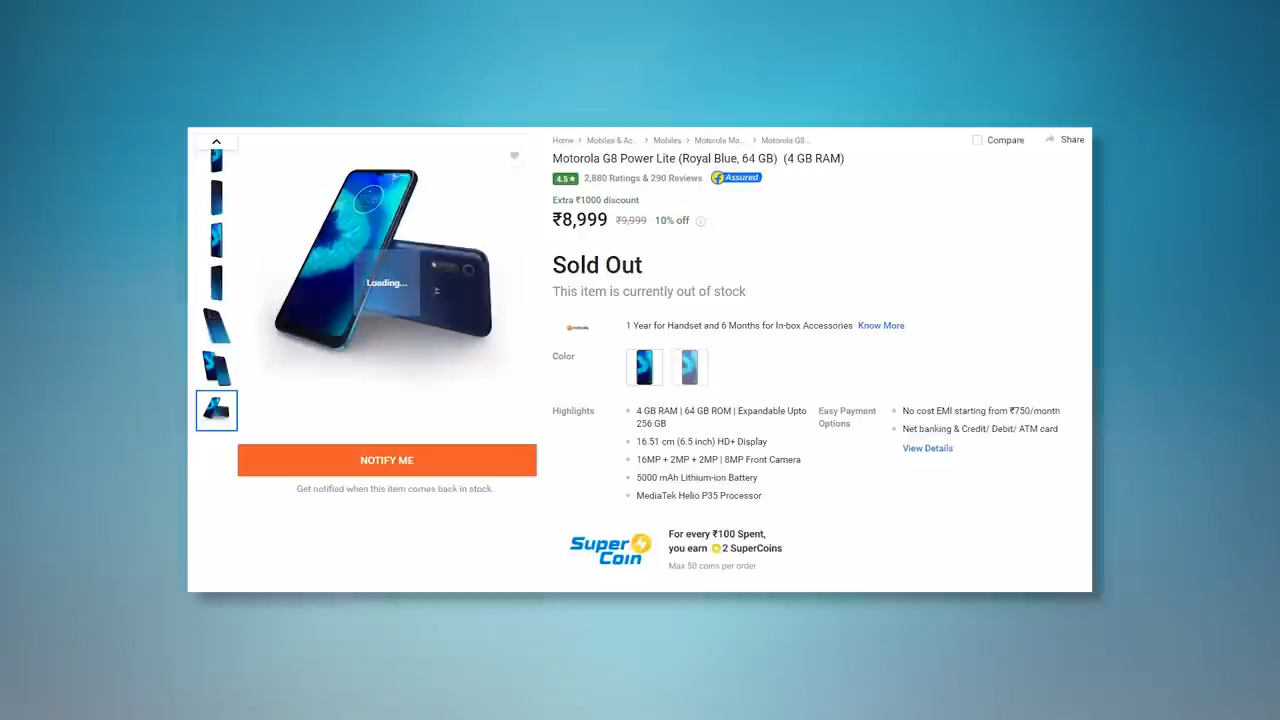 Home > Mobiles & Ac.. > Mobiles > Motorola Mo... > Motorola G8...
Compare
Share
Motorola G8 Power Lite (Royal Blue, 64 GB) (4 GB RAM)
4.5 ★ 2,880 Ratings & 290 Reviews Assured
Extra ₹1000 discount
₹8,999 ₹9,999 10% off
Sold Out
This item is currently out of stock
Loading...
motorola
1 Year for Handset and 6 Months for In-box Accessories Know More
Color
Highlights
4 GB RAM | 64 GB ROM | Expandable Upto
256 GB
16.51 cm (6.5 inch) HD+ Display
16MP + 2MP + 2MP | 8MP Front Camera
5000 mAh Lithium-ion Battery
MediaTek Helio P35 Processor
Easy Payment
Options
No cost EMI starting from ₹750/month
Net banking & Credit/ Debit/ ATM card
View Details
NOTIFY ME
Get notified when this item comes back in stock.
Super
Coin
For every ₹100 Spent,
you earn 2 SuperCoins
Max 50 coins per order